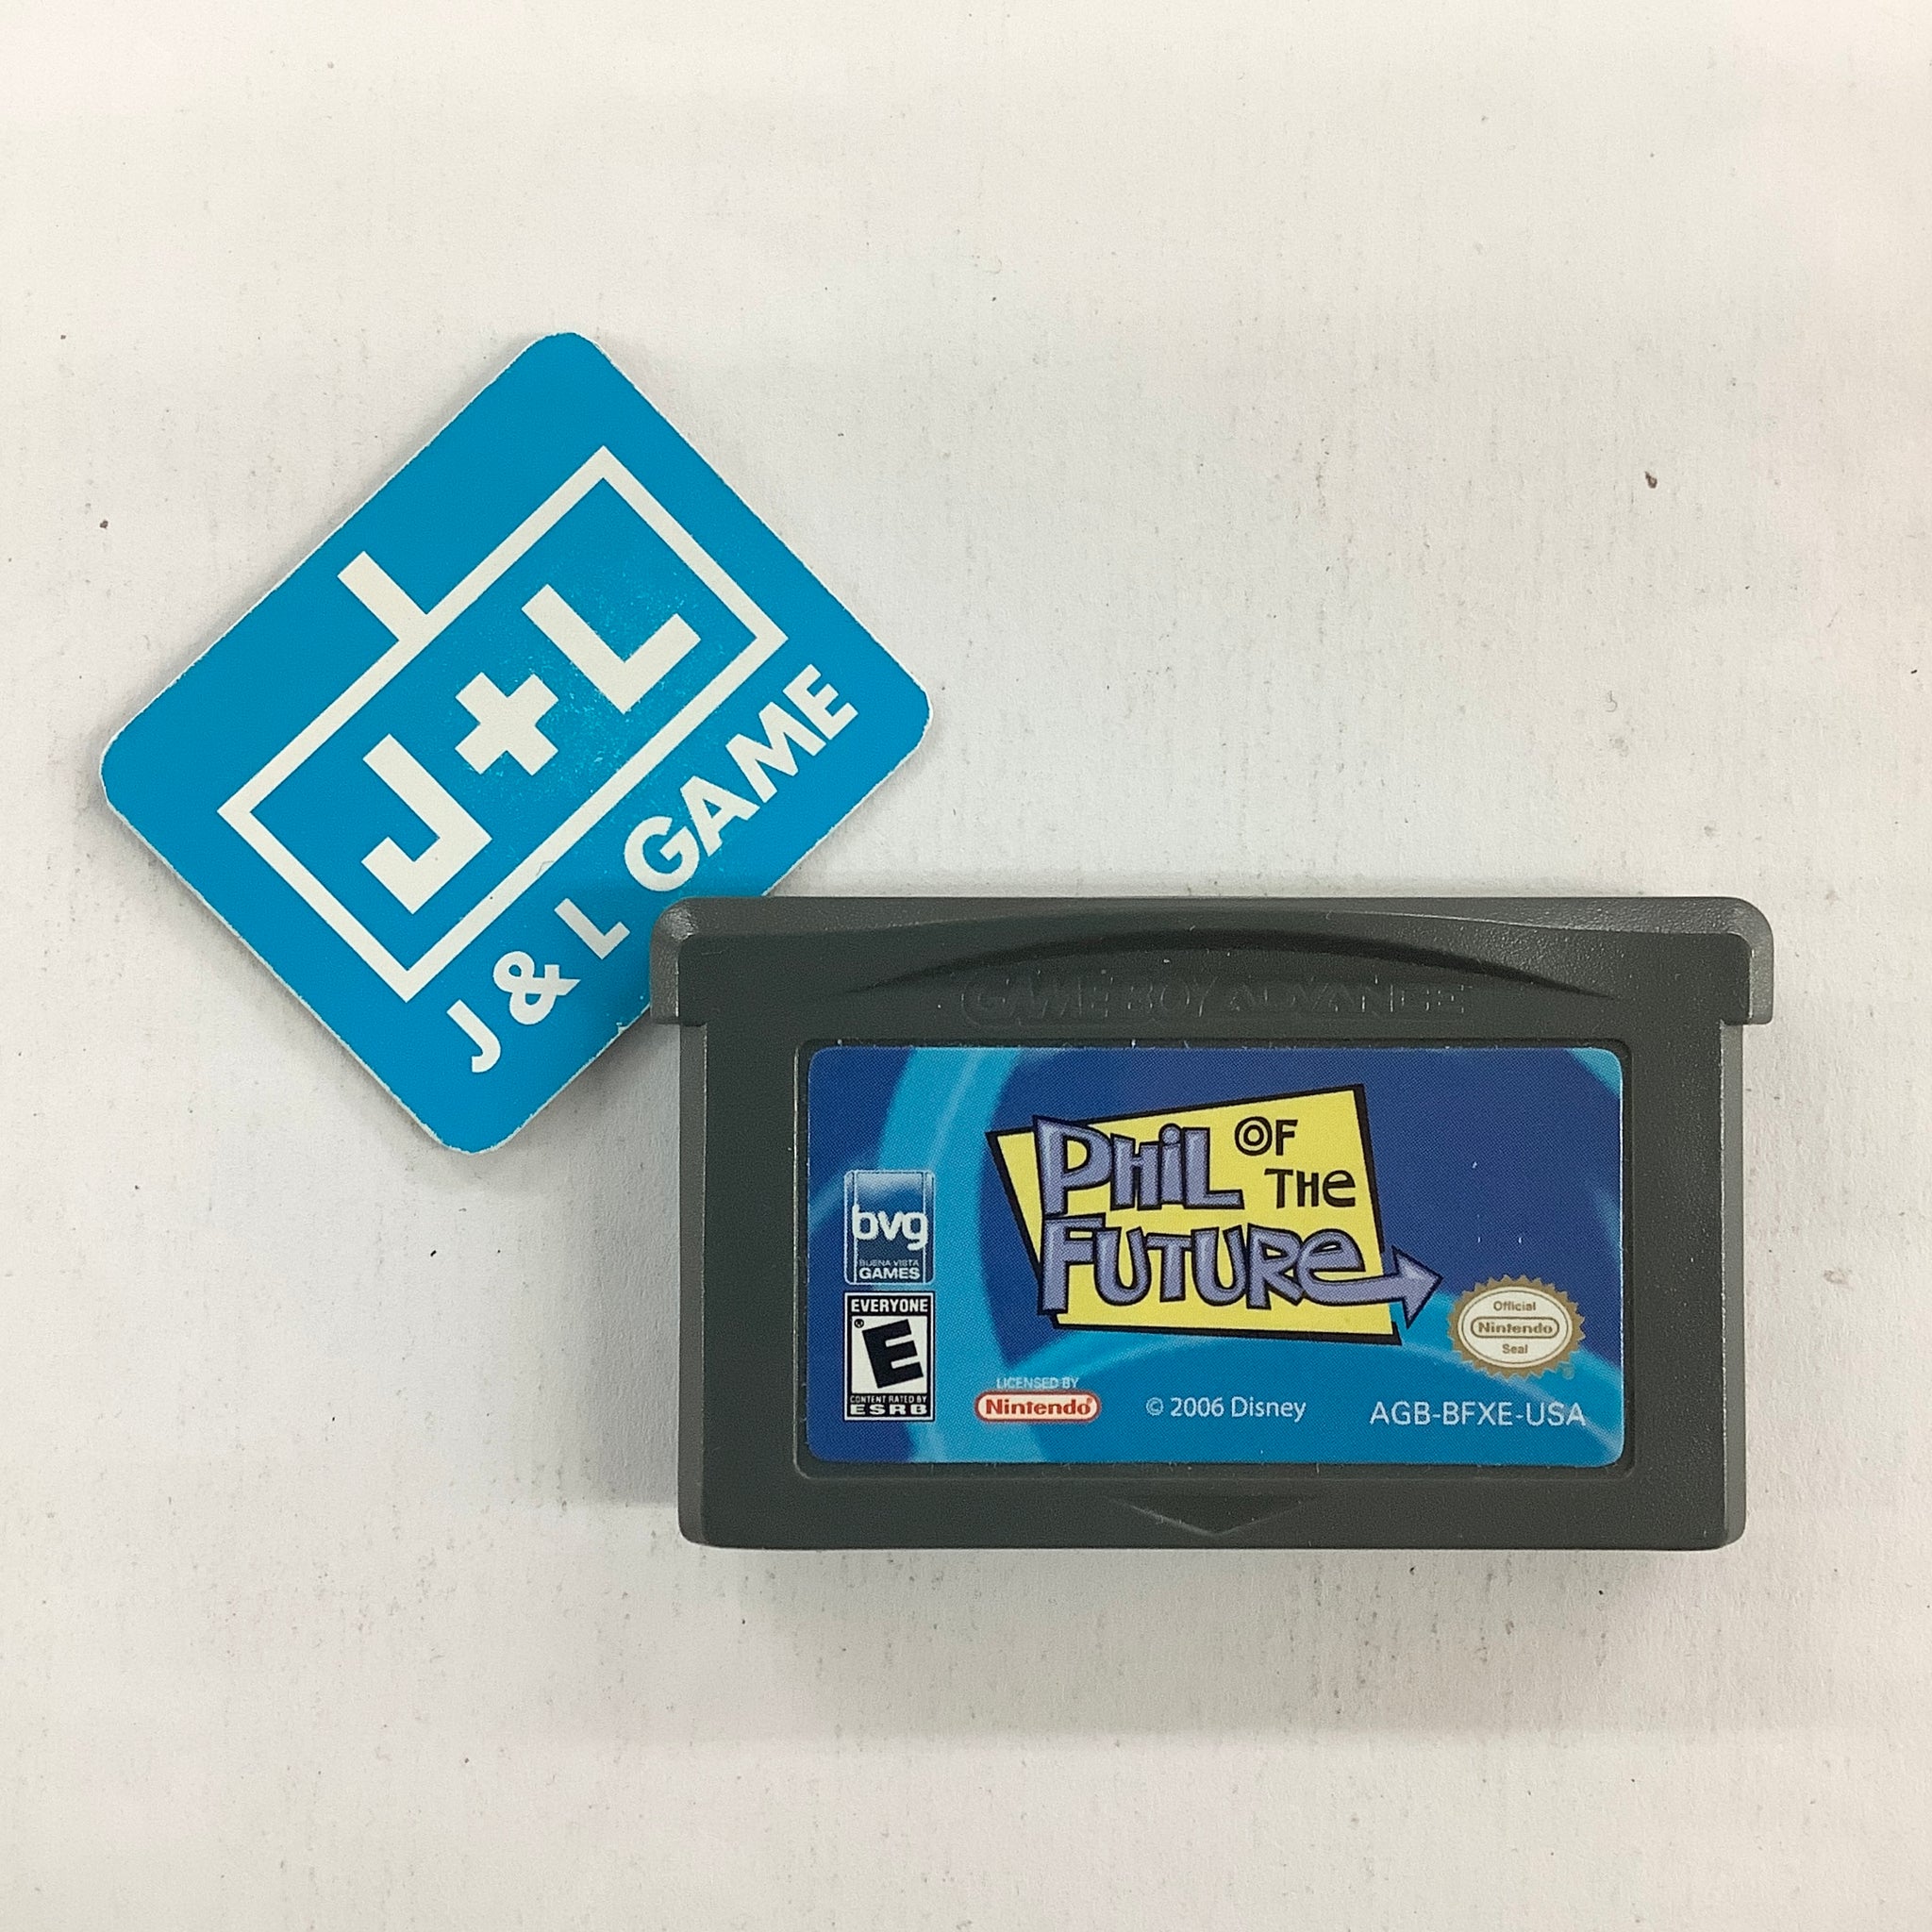 J+L
J & L GAME
GAME BOY ADVANCE
PHiL OF
THe
FUTURe
bvg
BUENA VISTA
GAMES
EVERYONE
E
®
CONTENT RATED BY
ESRB
LICENSED BY
Nintendo®
© 2006 Disney
AGB-BFXE-USA
Official
Nintendo
Seal
®